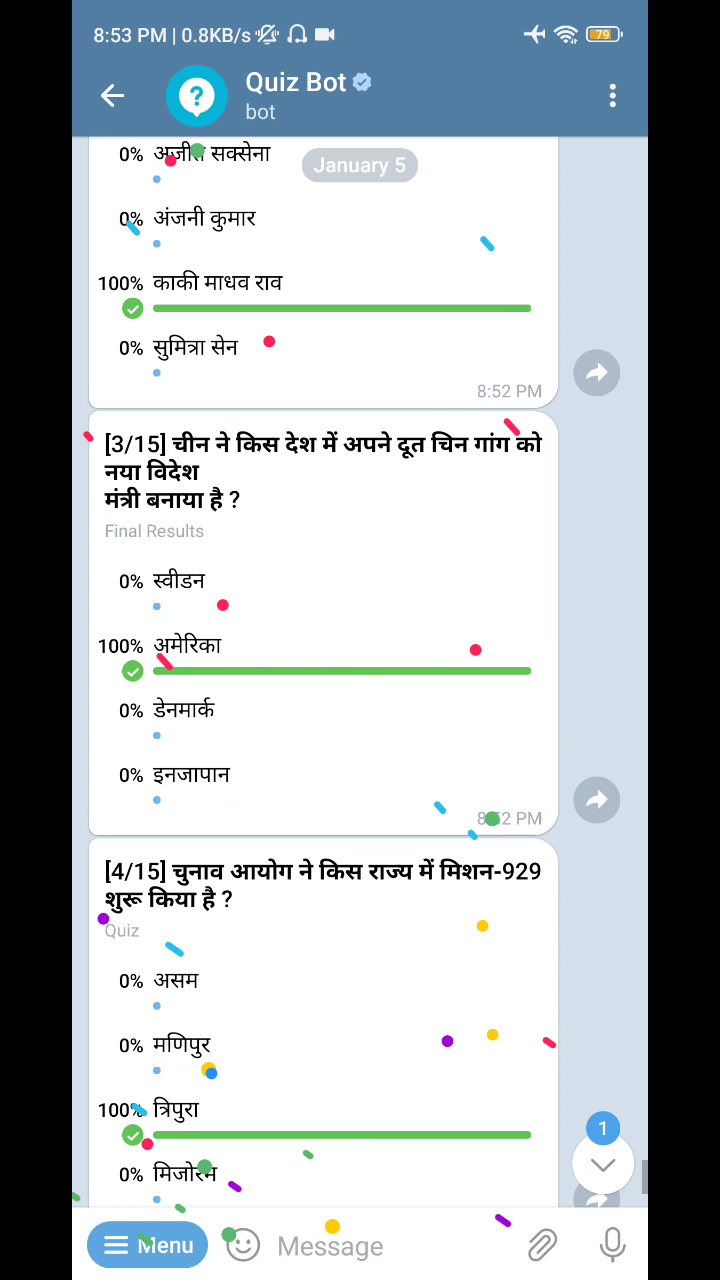 8:53 PM | 0.8KB/s
79
Quiz Bot
bot
0% अजीत सक्सेना
January 5
0% अंजनी कुमार
100% काकी माधव राव
0% सुमित्रा सेन
8:52 PM
[3/15] चीन ने किस देश में अपने दूत चिन गांग को
नया विदेश
मंत्री बनाया है ?
Final Results
0% स्वीडन
100% अमेरिका
0% डेनमार्क
0% इनजापान
8:52 PM
[4/15] चुनाव आयोग ने किस राज्य में मिशन-929
शुरू किया है ?
Quiz
0% असम
0% मणिपुर
100% त्रिपुरा
1
0% मिजोरम
Menu
Message